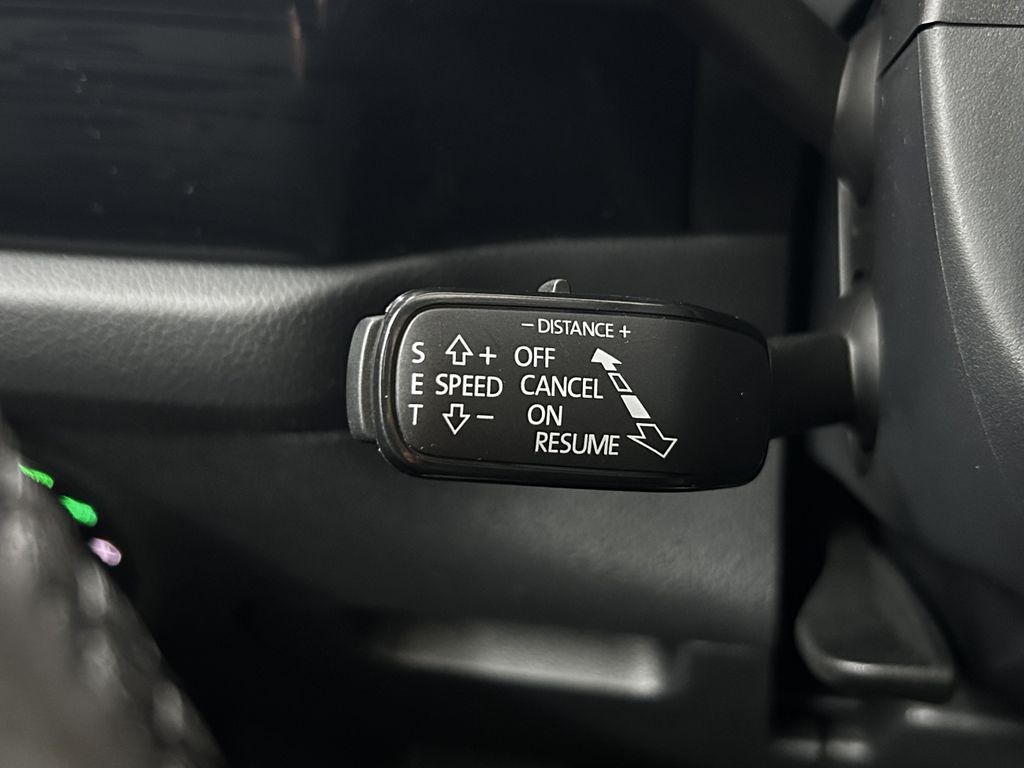 − DISTANCE +
S + OFF
E SPEED CANCEL
T − ON
RESUME